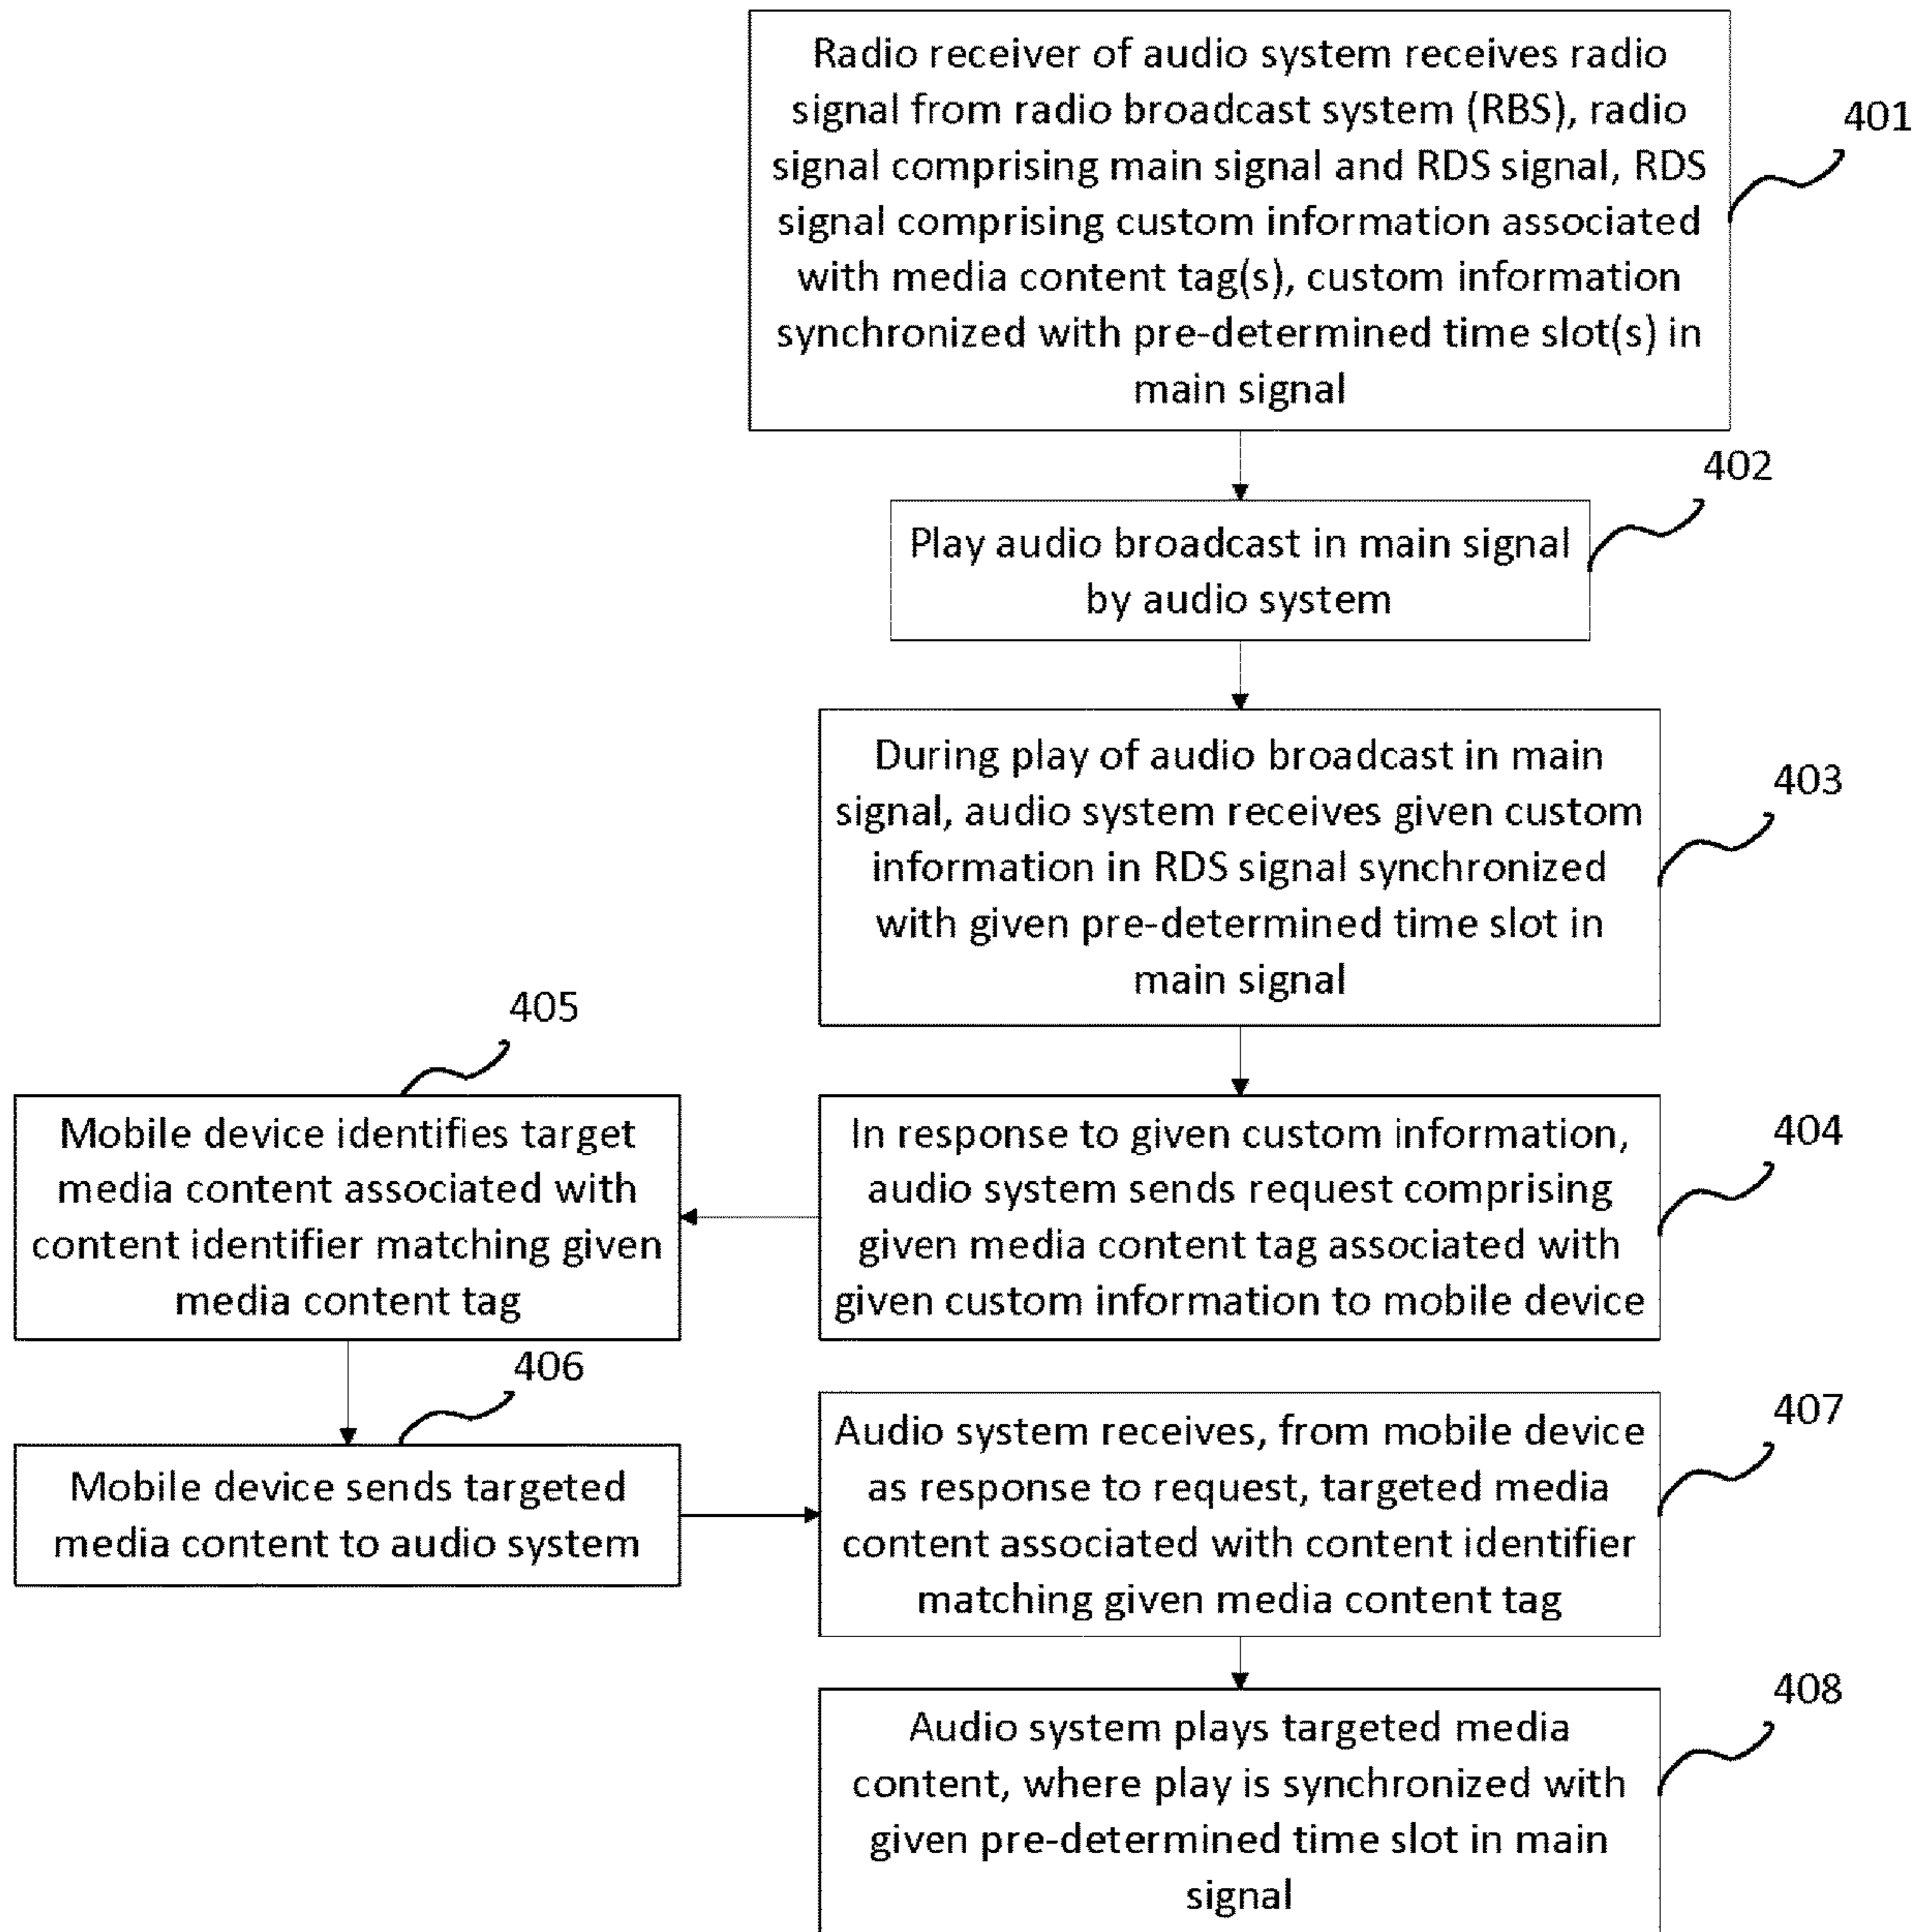 Radio receiver of audio system receives radio
signal from radio broadcast system (RBS), radio
signal comprising main signal and RDS signal, RDS
signal comprising custom information associated
with media content tag(s), custom information
synchronized with pre-determined time slot(s) in
main signal
401
402
Play audio broadcast in main signal
by audio system
During play of audio broadcast in main
signal, audio system receives given custom
information in RDS signal synchronized
with given pre-determined time slot in
main signal
403
In response to given custom information,
audio system sends request comprising
given media content tag associated with
given custom information to mobile device
404
405
Mobile device identifies target
media content associated with
content identifier matching given
media content tag
406
Mobile device sends targeted
media content to audio system
Audio system receives, from mobile device
as response to request, targeted media
content associated with content identifier
matching given media content tag
407
Audio system plays targeted media
content, where play is synchronized with
given pre-determined time slot in main
signal
408